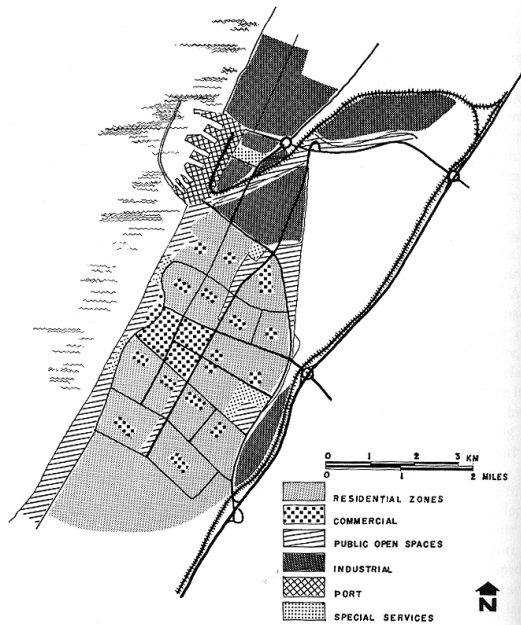 0 1 2 3 KM
0 1 2 MILES
RESIDENTIAL ZONES
COMMERCIAL
PUBLIC OPEN SPACES
INDUSTRIAL
PORT
SPECIAL SERVICES
N